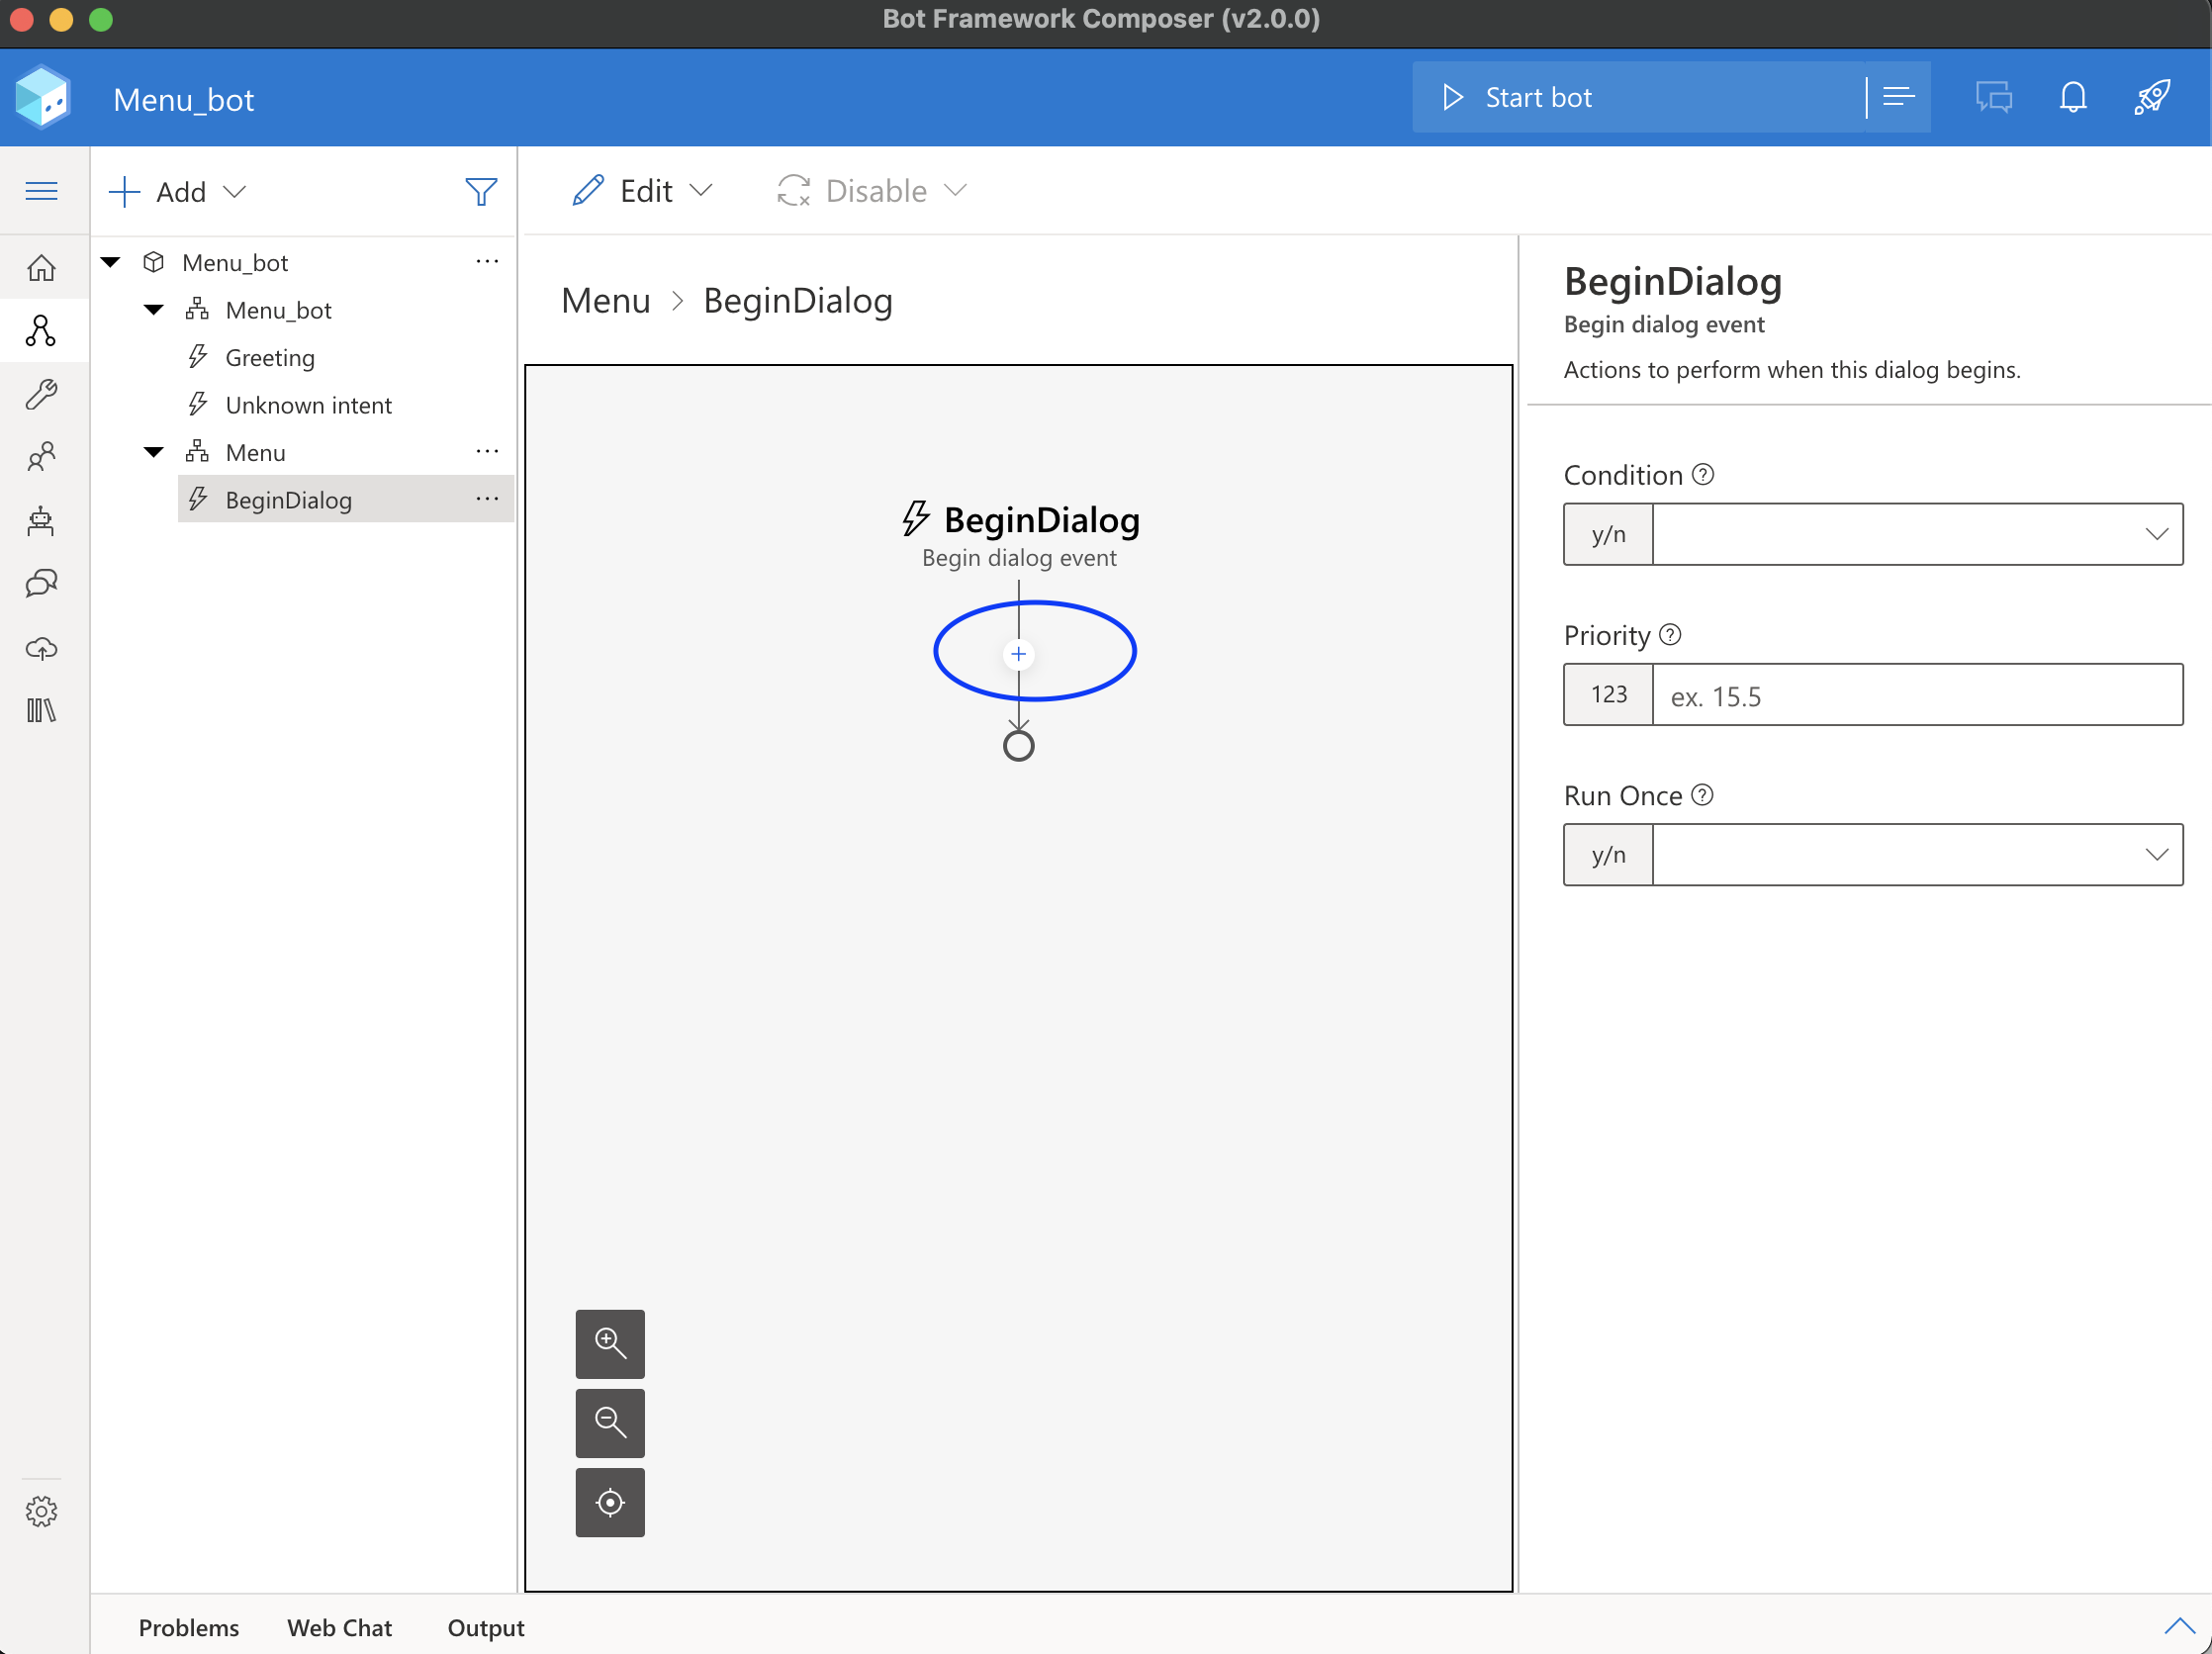 Bot Framework Composer (v2.0.0)
Menu_bot
Start bot
Add
Edit
Disable
Menu_bot
Menu_bot
Greeting
Unknown intent
Menu
BeginDialog
Menu > BeginDialog
BeginDialog
Begin dialog event
BeginDialog
Begin dialog event
Actions to perform when this dialog begins.
Condition
y/n
Priority
123
ex. 15.5
Run Once
y/n
Problems
Web Chat
Output